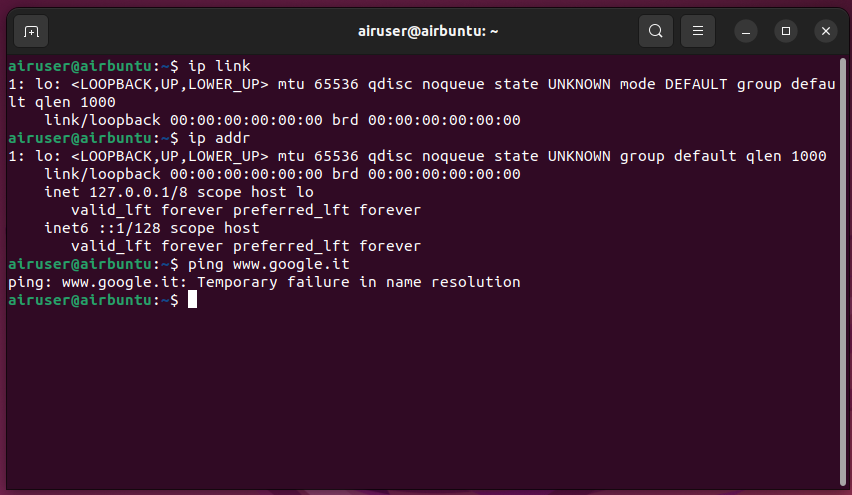 airuser@airbuntu: ~
airuser@airbuntu:~$ ip link
1: lo: <LOOPBACK,UP,LOWER_UP> mtu 65536 qdisc noqueue state UNKNOWN mode DEFAULT group defau
lt qlen 1000
    link/loopback 00:00:00:00:00:00 brd 00:00:00:00:00:00
airuser@airbuntu:~$ ip addr
1: lo: <LOOPBACK,UP,LOWER_UP> mtu 65536 qdisc noqueue state UNKNOWN group default qlen 1000
    link/loopback 00:00:00:00:00:00 brd 00:00:00:00:00:00
    inet 127.0.0.1/8 scope host lo
       valid_lft forever preferred_lft forever
    inet6 ::1/128 scope host
       valid_lft forever preferred_lft forever
airuser@airbuntu:~$ ping www.google.it
ping: www.google.it: Temporary failure in name resolution
airuser@airbuntu:~$